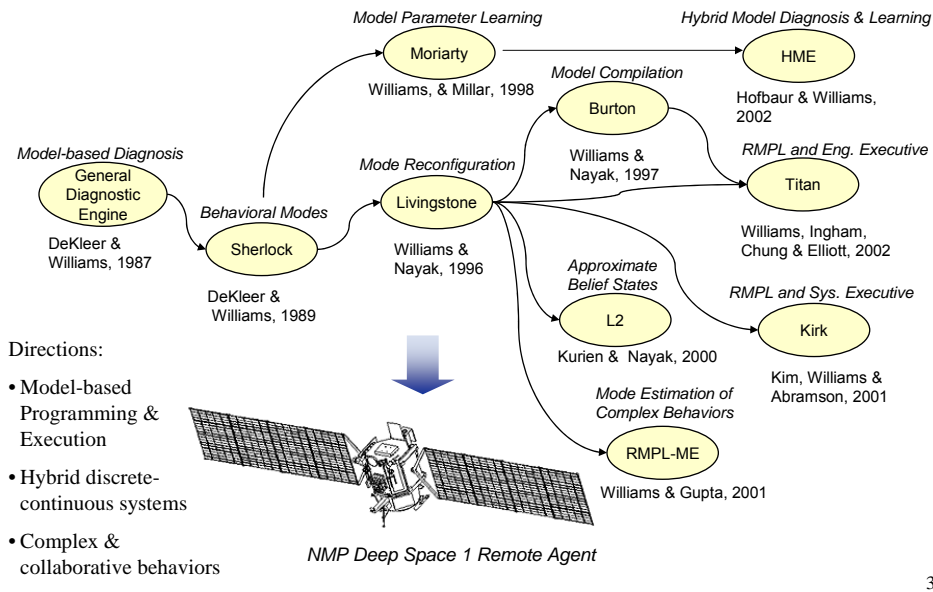 Model Parameter Learning
Moriarty
Williams, & Millar, 1998
Hybrid Model Diagnosis & Learning
HME
Hofbaur & Williams,
2002
Model Compilation
Burton
Williams &
Nayak, 1997
Model-based Diagnosis
General
Diagnostic
Engine
DeKleer &
Williams, 1987
Behavioral Modes
Sherlock
DeKleer &
Williams, 1989
Mode Reconfiguration
Livingstone
Williams &
Nayak, 1996
RMPL and Eng. Executive
Titan
Williams, Ingham,
Chung & Elliott, 2002
Approximate
Belief States
L2
Kurien & Nayak, 2000
RMPL and Sys. Executive
Kirk
Kim, Williams &
Abramson, 2001
Mode Estimation of
Complex Behaviors
RMPL-ME
Williams & Gupta, 2001
Directions:
• Model-based
Programming &
Execution
• Hybrid discrete-
continuous systems
• Complex &
collaborative behaviors
NMP Deep Space 1 Remote Agent
3